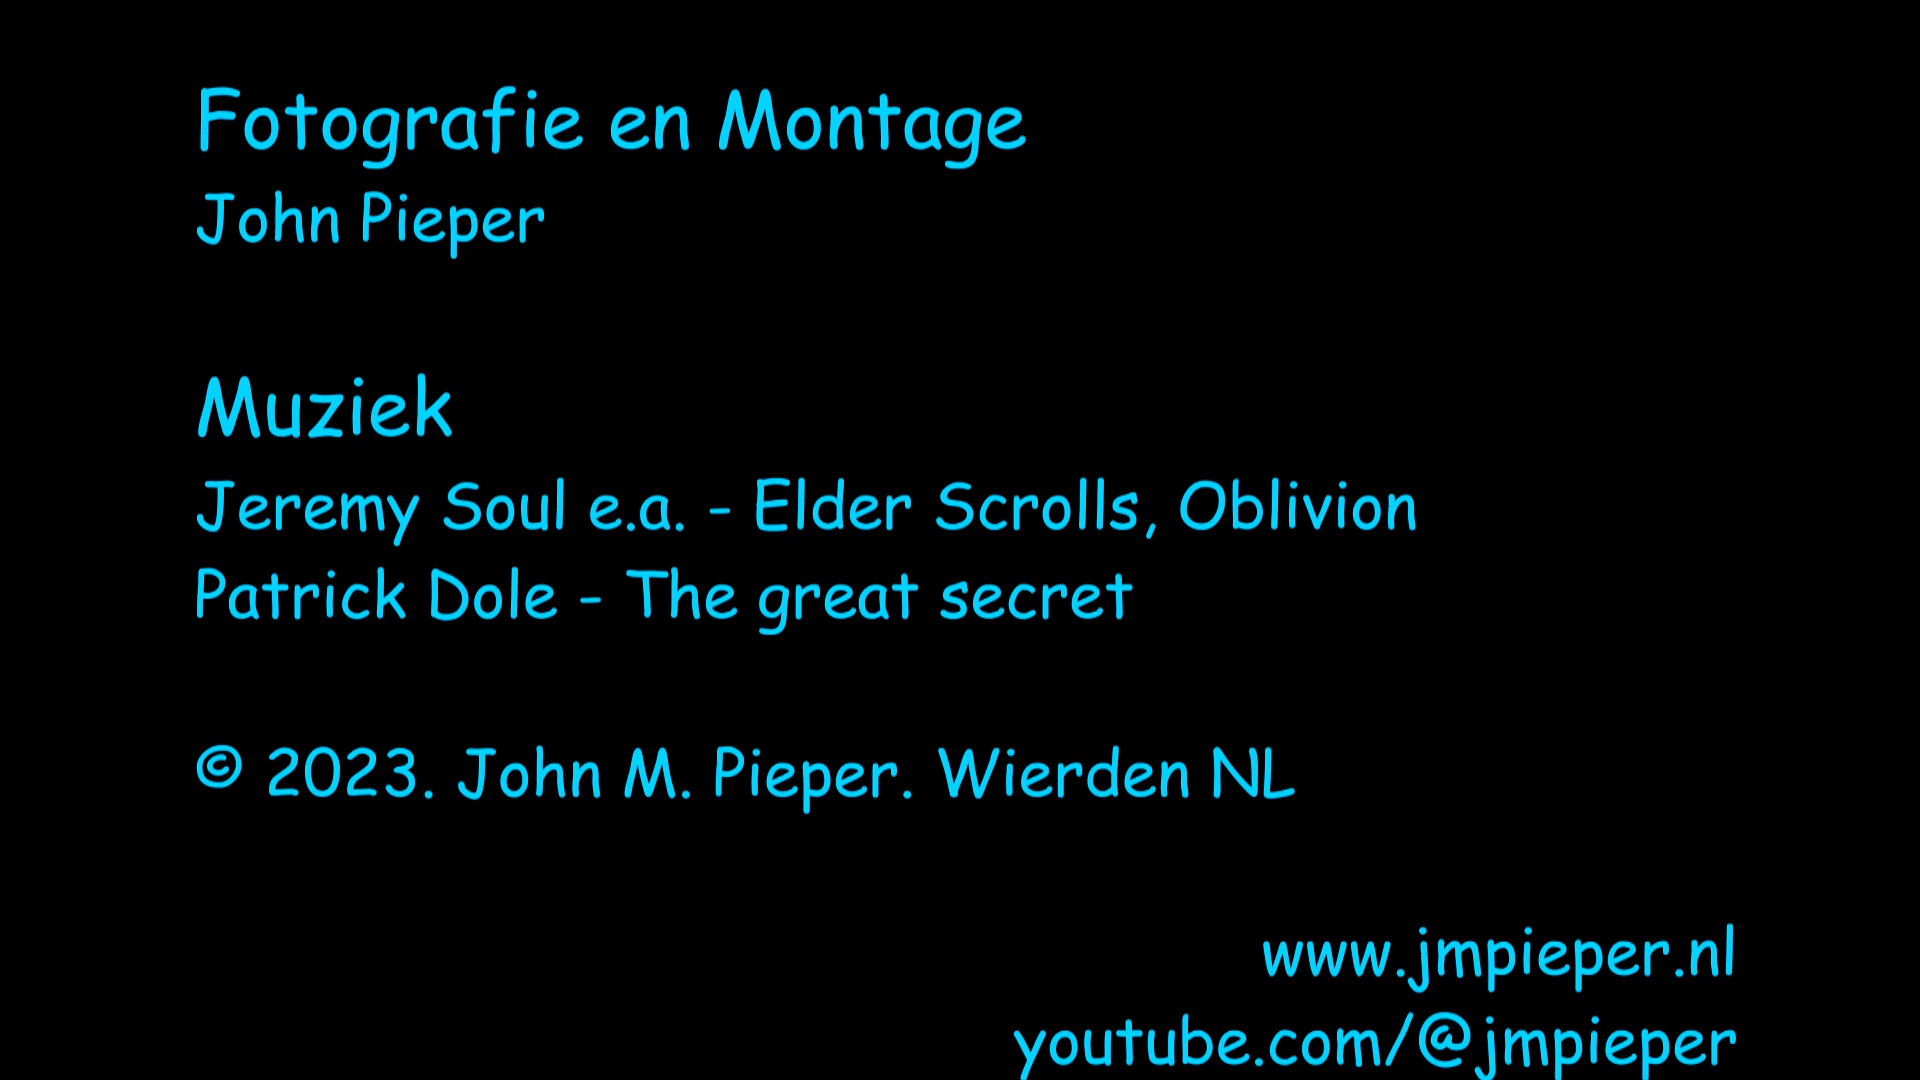 Fotografie en Montage
John Pieper
Muziek
Jeremy Soul e.a. - Elder Scrolls, Oblivion
Patrick Dole - The great secret
© 2023. John M. Pieper. Wierden NL
www.jmpieper.nl
youtube.com/@jmpieper